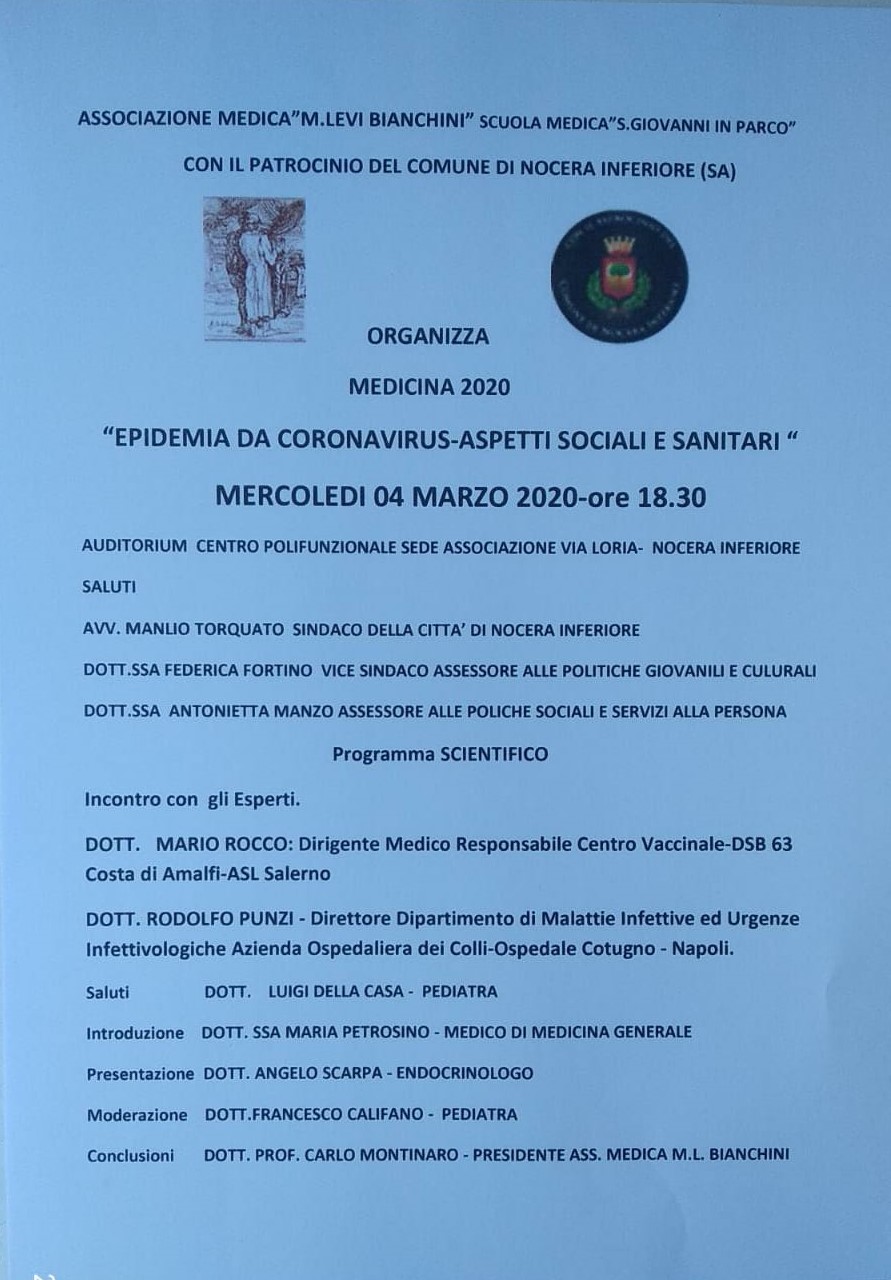 ASSOCIAZIONE MEDICA"M.LEVI BIANCHINI" SCUOLA MEDICA"S.GIOVANNI IN PARCO"
CON IL PATROCINIO DEL COMUNE DI NOCERA INFERIORE (SA)
ORGANIZZA
MEDICINA 2020
"EPIDEMIA DA CORONAVIRUS-ASPETTI SOCIALI E SANITARI "
MERCOLEDI 04 MARZO 2020-ore 18.30
AUDITORIUM CENTRO POLIFUNZIONALE SEDE ASSOCIAZIONE VIA LORIA- NOCERA INFERIORE
SALUTI
AVV. MANLIO TORQUATO SINDACO DELLA CITTA' DI NOCERA INFERIORE
DOTT.SSA FEDERICA FORTINO VICE SINDACO ASSESSORE ALLE POLITICHE GIOVANILI E CULURALI
DOTT.SSA ANTONIETTA MANZO ASSESSORE ALLE POLICHE SOCIALI E SERVIZI ALLA PERSONA
Programma SCIENTIFICO
Incontro con gli Esperti.
DOTT. MARIO ROCCO: Dirigente Medico Responsabile Centro Vaccinale-DSB 63
Costa di Amalfi-ASL Salerno
DOTT. RODOLFO PUNZI - Direttore Dipartimento di Malattie Infettive ed Urgenze
Infettivologiche Azienda Ospedaliera dei Colli-Ospedale Cotugno - Napoli.
Saluti DOTT. LUIGI DELLA CASA - PEDIATRA
Introduzione DOTT. SSA MARIA PETROSINO - MEDICO DI MEDICINA GENERALE
Presentazione DOTT. ANGELO SCARPA - ENDOCRINOLOGO
Moderazione DOTT.FRANCESCO CALIFANO - PEDIATRA
Conclusioni DOTT. PROF. CARLO MONTINARO - PRESIDENTE ASS. MEDICA M.L. BIANCHINI